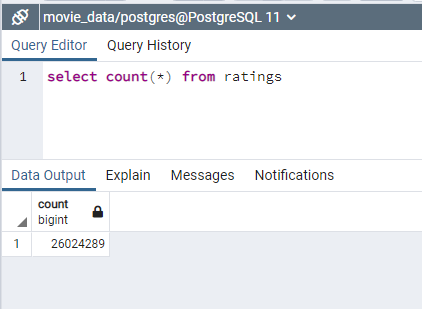 movie_data/postgres@PostgreSQL 11
Query Editor Query History
1 select count(*) from ratings
Data Output Explain Messages Notifications
count
bigint
1 26024289